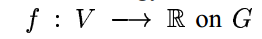 f : V ⟶ ℝ on G